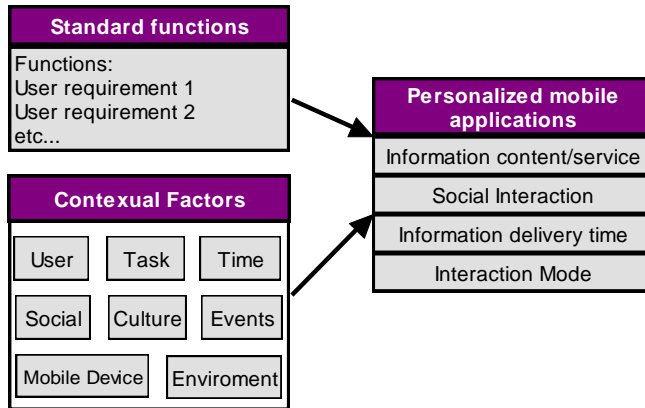 Standard functions
Functions:
User requirement 1
User requirement 2
etc...
Contexual Factors
User
Task
Time
Social
Culture
Events
Mobile Device
Enviroment
Personalized mobile
applications
Information content/service
Social Interaction
Information delivery time
Interaction Mode